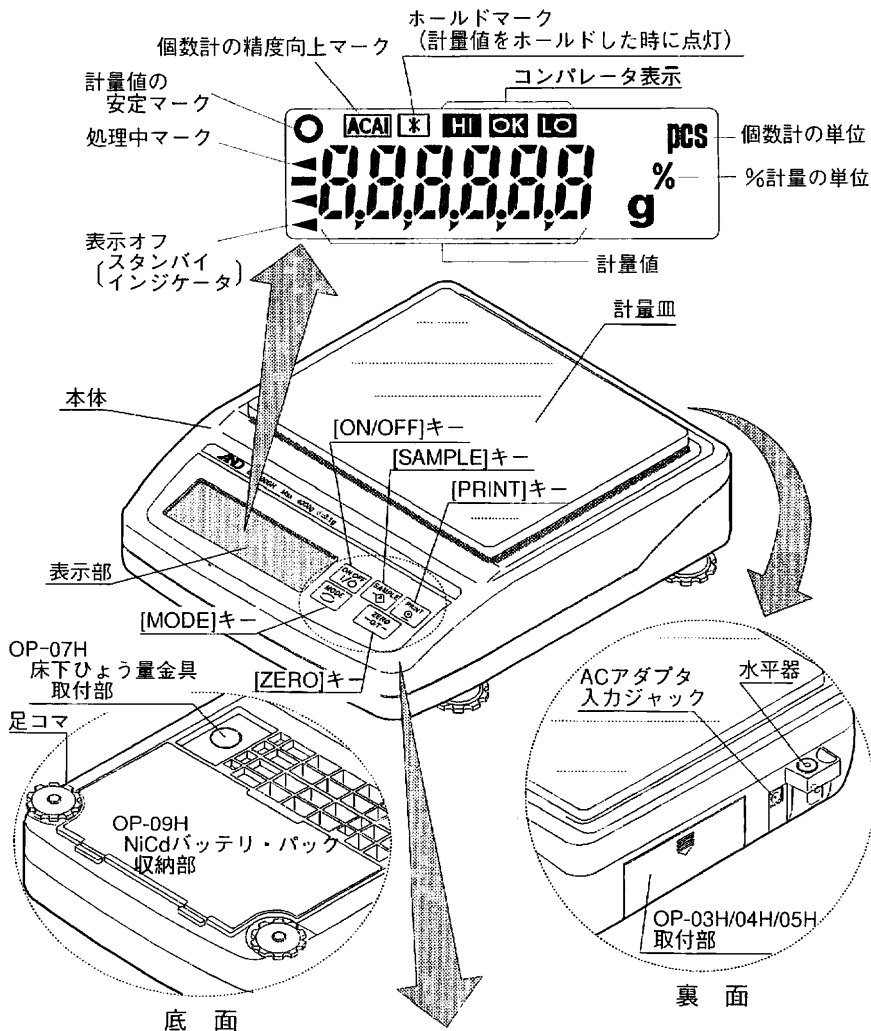 ホールドマーク
(計量値をホールドした時に点灯)
個数計の精度向上マーク
コンパレータ表示
計量値の
安定マーク
処理中マーク
ACAI * HI OK LO
pcs
個数計の単位
8.8.8.8.8.8
%
%計量の単位
g
表示オフ
スタンバイ
インジケータ
計量値
計量皿
本体
[ON/OFF]キー
[SAMPLE]キー
[PRINT]キー
AND
ON/OFF
I/O
SAMPLE
PRINT
MODE
ZERO
表示部
[MODE]キー
[ZERO]キー
OP-07H
床下ひょう量金具
取付部
足コマ
OP-09H
NiCdバッテリ・パック
収納部
底 面
ACアダプタ
入力ジャック
水平器
OP-03H/04H/05H
取付部
裏 面